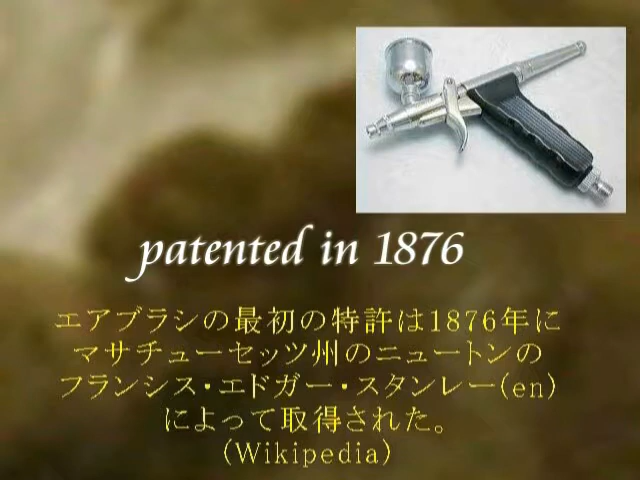 patented in 1876
エアブラシの最初の特許は1876年に
マサチューセッツ州のニュートンの
フランシス・エドガー・スタンレー(en)
によって取得された。
(Wikipedia)